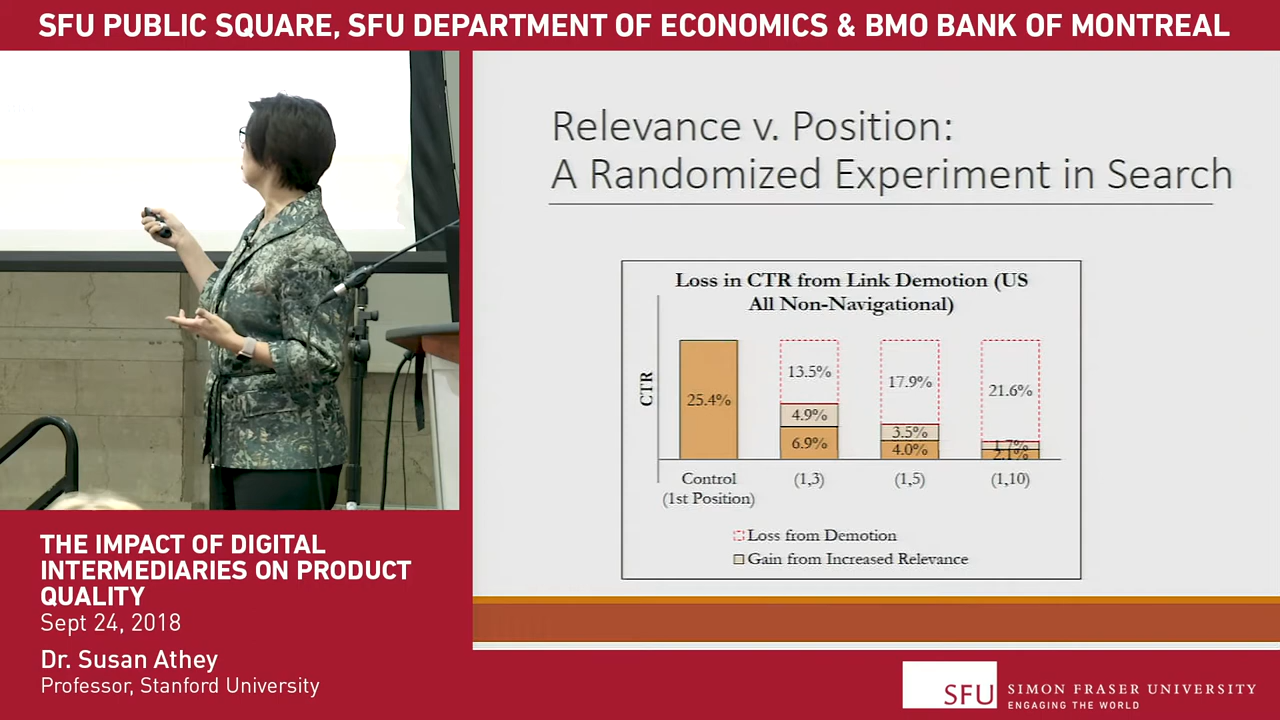 SFU PUBLIC SQUARE, SFU DEPARTMENT OF ECONOMICS & BMO BANK OF MONTREAL
Relevance v. Position:
A Randomized Experiment in Search
Loss in CTR from Link Demotion (US
All Non-Navigational)
CTR
25.4%
13.5%
4.9%
6.9%
17.9%
3.5%
4.0%
21.6%
1.7%
2.1%
Control
(1st Position)
(1,3)
(1,5)
(1,10)
Loss from Demotion
Gain from Increased Relevance
THE IMPACT OF DIGITAL
INTERMEDIARIES ON PRODUCT
QUALITY
Sept 24, 2018
Dr. Susan Athey
Professor, Stanford University
SFU
SIMON FRASER UNIVERSITY
ENGAGING THE WORLD